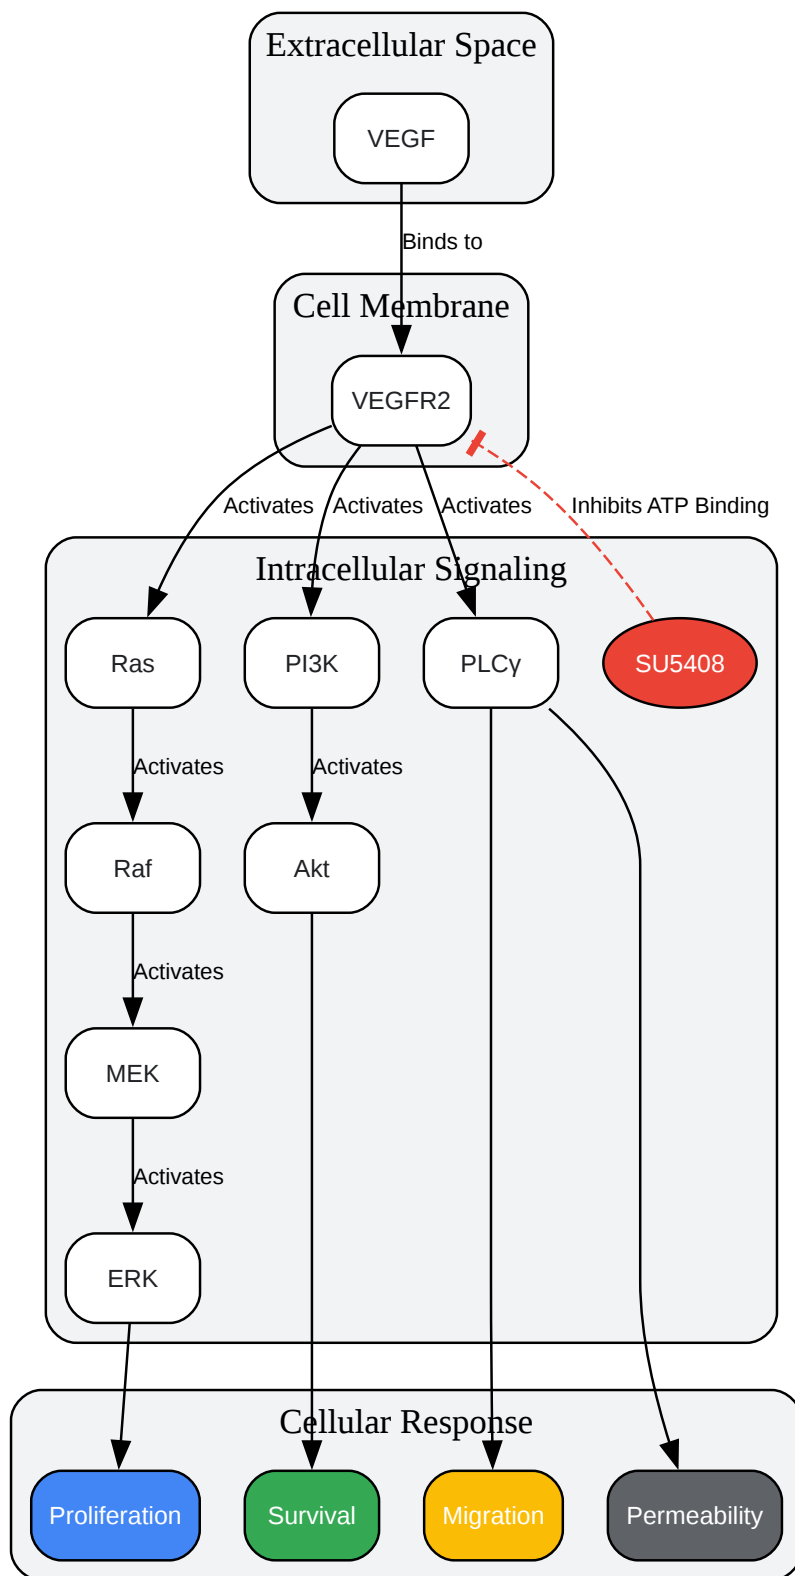 Extracellular Space
VEGF
Binds to
Cell Membrane
VEGFR2
Activates
Activates
Activates
Inhibits ATP Binding
Intracellular Signaling
Ras
PI3K
PLCγ
SU5408
Activates
Activates
Raf
Akt
Activates
MEK
Activates
ERK
Cellular Response
Proliferation
Survival
Migration
Permeability